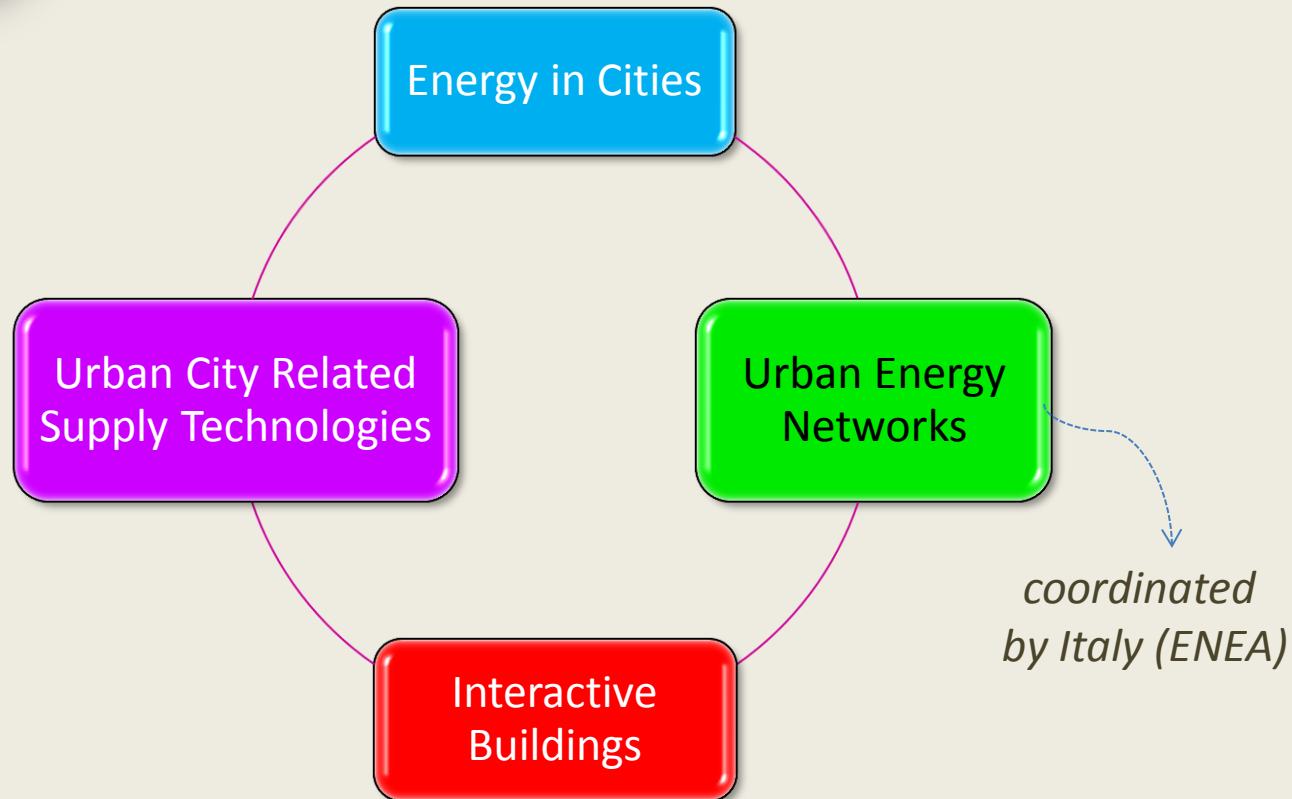 Energy in Cities
Urban City Related
Supply Technologies
Urban Energy
Networks
coordinated
by Italy (ENEA)
Interactive
Buildings